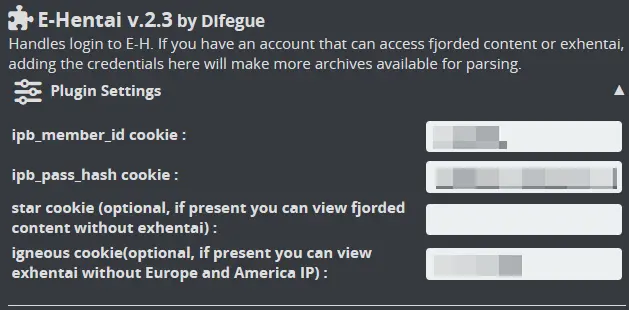 E-Hentai v.2.3 by Difegue
Handles login to E-H. If you have an account that can access fjorded content or exhentai,
adding the credentials here will make more archives available for parsing.
Plugin Settings ▲
ipb_member_id cookie :
ipb_pass_hash cookie :
star cookie (optional, if present you can view fjorded
content without exhentai) :
igneous cookie(optional, if present you can view
exhentai without Europe and America IP) :